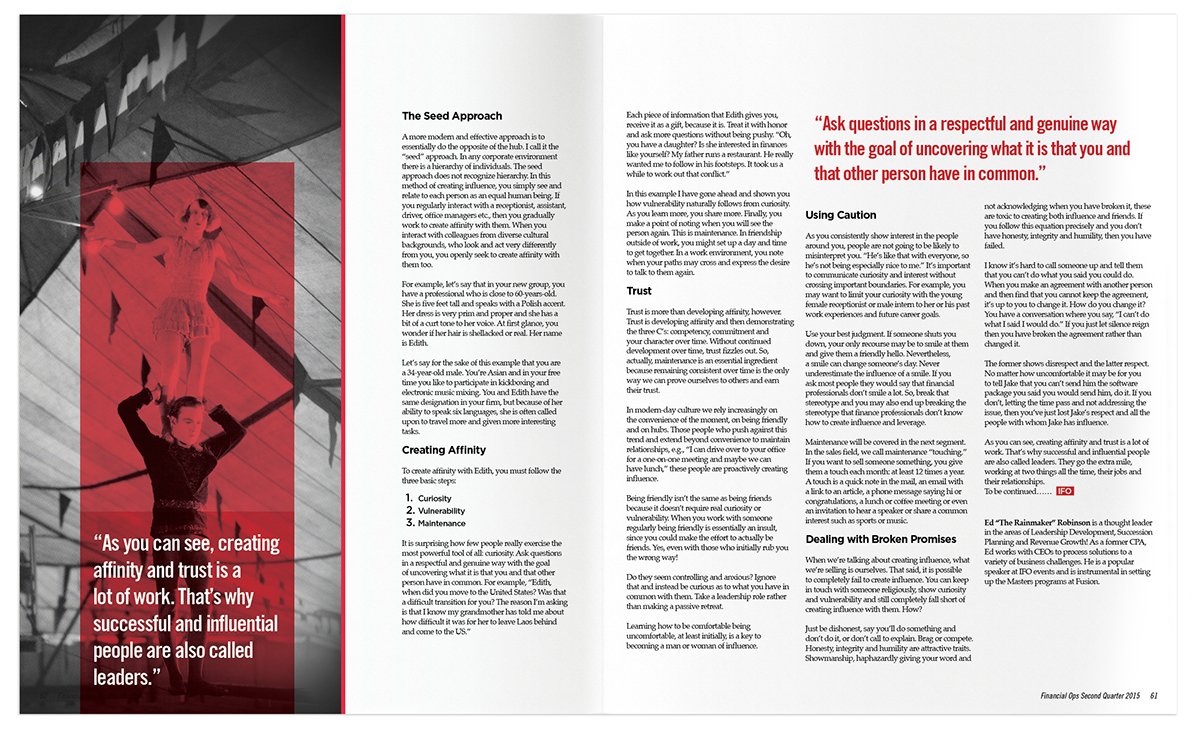 “As you can see, creating
affinity and trust is a
lot of work. That’s why
successful and influential
people are also called
leaders.”
The Seed Approach
A more modern and effective approach is to
essentially do the opposite of the hub. I call it the
“seed” approach. In any corporate environment
there is a hierarchy of individuals. The seed
approach does not recognize hierarchy. In this
method of creating influence, you simply see and
relate to each person as an equal human being. If
you regularly interact with a receptionist, assistant,
driver, office managers etc., then you gradually
work to create affinity with them. When you
interact with colleagues from diverse cultural
backgrounds, who look and act very differently
from you, you openly seek to create affinity with
them too.
For example, let’s say that in your new group, you
have a professional who is close to 60-years-old.
She is five feet tall and speaks with a Polish accent.
Her dress is very prim and proper and she has a
bit of a curt tone to her voice. At first glance, you
wonder if her hair is shellacked or real. Her name
is Edith.
Let’s say for the sake of this example that you are
a 34-year-old male. You’re Asian and in your free
time you like to participate in kickboxing and
electronic music mixing. You and Edith have the
same designation in your firm, but because of her
ability to speak six languages, she is often called
upon to travel more and given more interesting
tasks.
Creating Affinity
To create affinity with Edith, you must follow the
three basic steps:
1. Curiosity
2. Vulnerability
3. Maintenance
It is surprising how few people really exercise the
most powerful tool of all: curiosity. Ask questions
in a respectful and genuine way with the goal
of uncovering what it is that you and that other
person have in common. For example, “Edith,
when did you move to the United States? Was that
a difficult transition for you? The reason I’m asking
is that I know my grandmother has told me about
how difficult it was for her to leave Laos behind
and come to the US.”
Each piece of information that Edith gives you,
receive it as a gift, because it is. Treat it with honor
and ask more questions without being pushy. “Oh,
you have a daughter? Is she interested in finances
like yourself? My father runs a restaurant. He really
wanted me to follow in his footsteps. It took us a
while to work out that conflict.”
In this example I have gone ahead and shown you
how vulnerability naturally follows from curiosity.
As you learn more, you share more. Finally, you
make a point of noting when you will see the
person again. This is maintenance. In friendship
outside of work, you might set up a day and time
to get together. In a work environment, you note
when your paths may cross and express the desire
to talk to them again.
Trust
Trust is more than developing affinity, however.
Trust is developing affinity and then demonstrating
the three C’s: competency, commitment and
your character over time. Without continued
development over time, trust fizzles out. So,
actually, maintenance is an essential ingredient
because remaining consistent over time is the only
way we can prove ourselves to others and earn
their trust.
In modern-day culture we rely increasingly on
the convenience of the moment, on being friendly
and on hubs. Those people who push against this
trend and extend beyond convenience to maintain
relationships, e.g., “I can drive over to your office
for a one-on-one meeting and maybe we can
have lunch,” these people are proactively creating
influence.
Being friendly isn’t the same as being friends
because it doesn’t require real curiosity or
vulnerability. When you work with someone
regularly being friendly is essentially an insult,
since you could make the effort to actually be
friends. Yes, even with those who initially rub you
the wrong way!
Do they seem controlling and anxious? Ignore
that and instead be curious as to what you have in
common with them. Take a leadership role rather
than making a passive retreat.
Learning how to be comfortable being
uncomfortable, at least initially, is a key to
becoming a man or woman of influence.
“Ask questions in a respectful and genuine way
with the goal of uncovering what it is that you and
that other person have in common.”
Using Caution
As you consistently show interest in the people
around you, people are not going to be likely to
misinterpret you. “He’s like that with everyone, so
he’s not being especially nice to me.” It’s important
to communicate curiosity and interest without
crossing important boundaries. For example, you
may want to limit your curiosity with the young
female receptionist or male intern to her or his past
work experiences and future career goals.
Use your best judgment. If someone shuts you
down, your only recourse may be to smile at them
and give them a friendly hello. Nevertheless,
a smile can change someone’s day. Never
underestimate the influence of a smile. If you
ask most people they would say that financial
professionals don’t smile a lot. So, break that
stereotype and you may also end up breaking the
stereotype that finance professionals don’t know
how to create influence and leverage.
Maintenance will be covered in the next segment.
In the sales field, we call maintenance “touching.”
If you want to sell someone something, you give
them a touch each month: at least 12 times a year.
A touch is a quick note in the mail, an email with
a link to an article, a phone message saying hi or
congratulations, a lunch or coffee meeting or even
an invitation to hear a speaker or share a common
interest such as sports or music.
Dealing with Broken Promises
When we’re talking about creating influence, what
we’re selling is ourselves. That said, it is possible
to completely fail to create influence. You can keep
in touch with someone religiously, show curiosity
and vulnerability and still completely fall short of
creating influence with them. How?
Just be dishonest, say you’ll do something and
don’t do it, or don’t call to explain. Brag or compete.
Honesty, integrity and humility are attractive traits.
Showmanship, haphazardly giving your word and
not acknowledging when you have broken it, these
are toxic to creating both influence and friends. If
you follow this equation precisely and you don’t
have honesty, integrity and humility, then you have
failed.
I know it’s hard to call someone up and tell them
that you can’t do what you said you could do.
When you make an agreement with another person
and then find that you cannot keep the agreement,
it’s up to you to change it. How do you change it?
You have a conversation where you say, “I can’t do
what I said I would do.” If you just let silence reign
then you have broken the agreement rather than
changed it.
The former shows disrespect and the latter respect.
No matter how uncomfortable it may be for you
to tell Jake that you can’t send him the software
package you said you would send him, do it. If you
don’t, letting the time pass and not addressing the
issue, then you’ve just lost Jake’s respect and all the
people with whom Jake has influence.
As you can see, creating affinity and trust is a lot of
work. That’s why successful and influential people
are also called leaders. They go the extra mile,
working at two things all the time, their jobs and
their relationships.
To be continued…… IFO
Ed “The Rainmaker” Robinson is a thought leader
in the areas of Leadership Development, Succession
Planning and Revenue Growth! As a former CPA,
Ed works with CEOs to process solutions to a
variety of business challenges. He is a popular
speaker at IFO events and is instrumental in setting
up the Masters programs at Fusion.
Financial Ops Second Quarter 2015 61